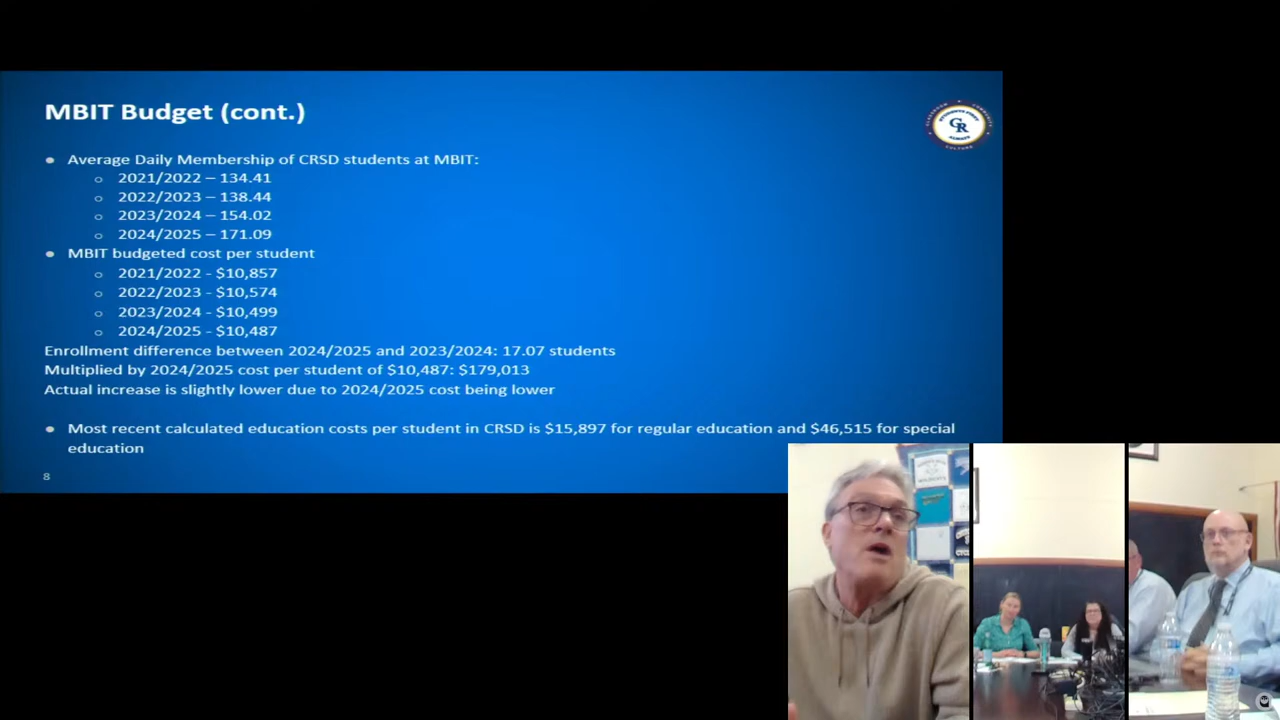 MBIT Budget (cont.)
● Average Daily Membership of CRSD students at MBIT:
○ 2021/2022 – 134.41
○ 2022/2023 – 138.44
○ 2023/2024 – 154.02
○ 2024/2025 – 171.09
● MBIT budgeted cost per student
○ 2021/2022 - $10,857
○ 2022/2023 - $10,574
○ 2023/2024 - $10,499
○ 2024/2025 - $10,487
Enrollment difference between 2024/2025 and 2023/2024: 17.07 students
Multiplied by 2024/2025 cost per student of $10,487: $179,013
Actual increase is slightly lower due to 2024/2025 cost being lower
● Most recent calculated education costs per student in CRSD is $15,897 for regular education and $46,515 for special
education
8
STUDENTS FIRST
CR
ALWAYS
CULTURE